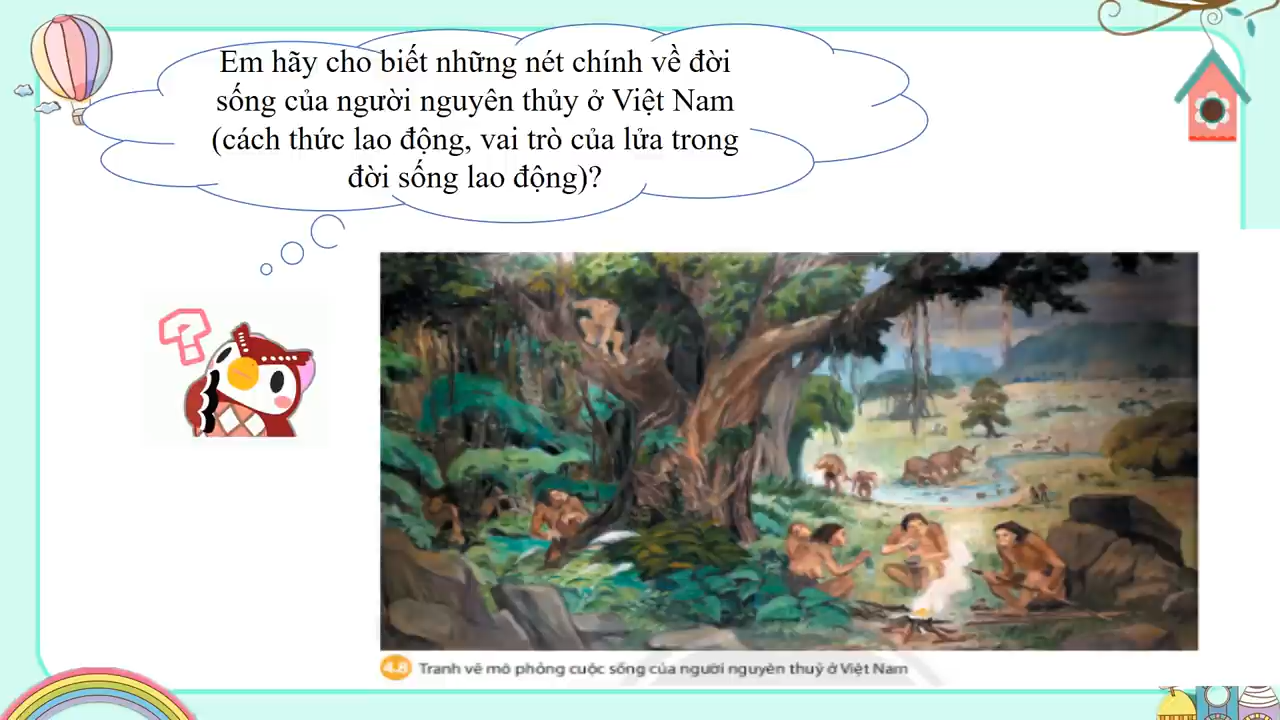 Em hãy cho biết những nét chính về đời
sống của người nguyên thủy ở Việt Nam
(cách thức lao động, vai trò của lửa trong
đời sống lao động)?
4.8 Tranh vẽ mô phỏng cuộc sống của người nguyên thuỷ ở Việt Nam